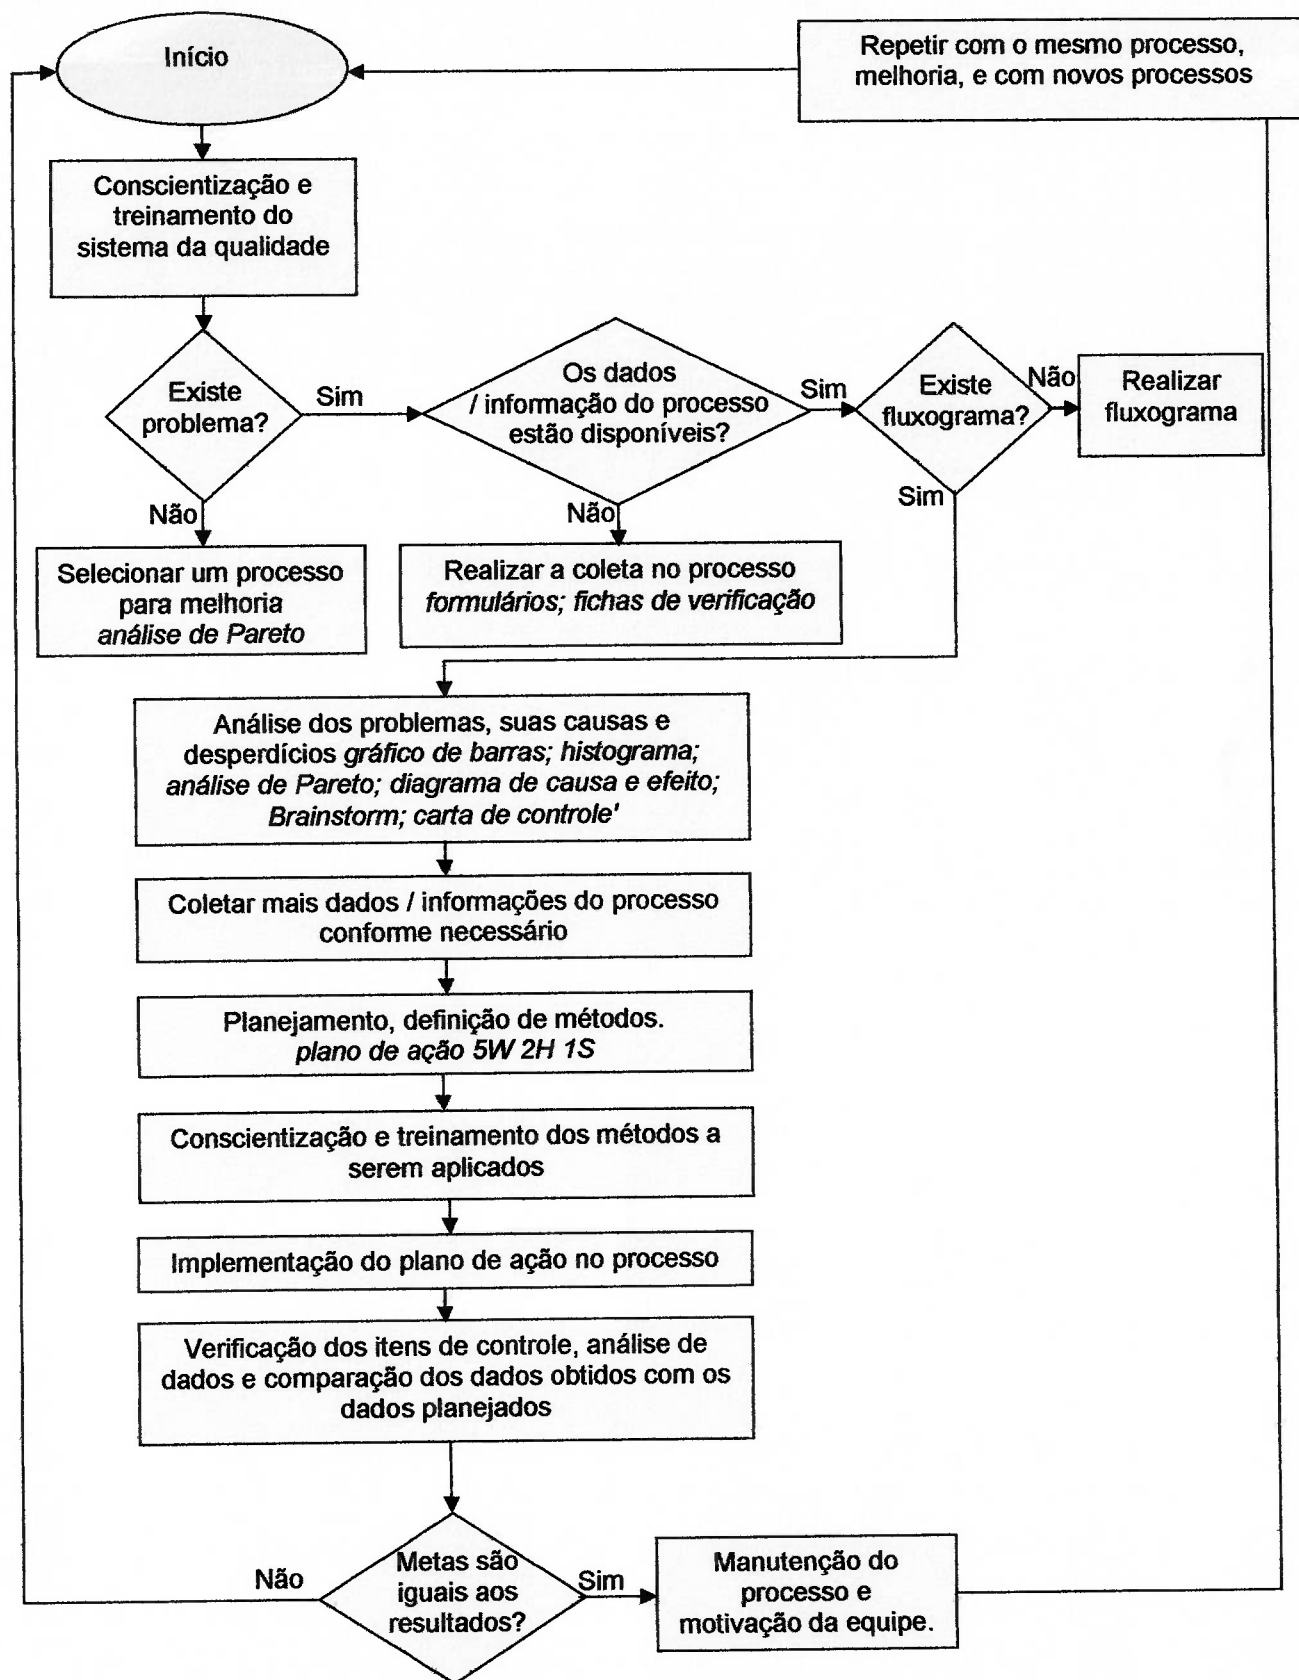 Início
Repetir com o mesmo processo,
melhoria, e com novos processos
Conscientização e
treinamento do
sistema da qualidade
Existe
problema?
Sim
Os dados
/ informação do processo
estão disponíveis?
Sim
Existe
fluxograma?
Não
Realizar
fluxograma
Não
Não
Sim
Selecionar um processo
para melhoria
análise de Pareto
Realizar a coleta no processo
formulários; fichas de verificação
Análise dos problemas, suas causas e
desperdícios gráfico de barras; histograma;
análise de Pareto; diagrama de causa e efeito;
Brainstorm; carta de controle'
Coletar mais dados / informações do processo
conforme necessário
Planejamento, definição de métodos.
plano de ação 5W 2H 1S
Conscientização e treinamento dos métodos a
serem aplicados
Implementação do plano de ação no processo
Verificação dos itens de controle, análise de
dados e comparação dos dados obtidos com os
dados planejados
Não
Metas são
iguais aos
resultados?
Sim
Manutenção do
processo e
motivação da equipe.